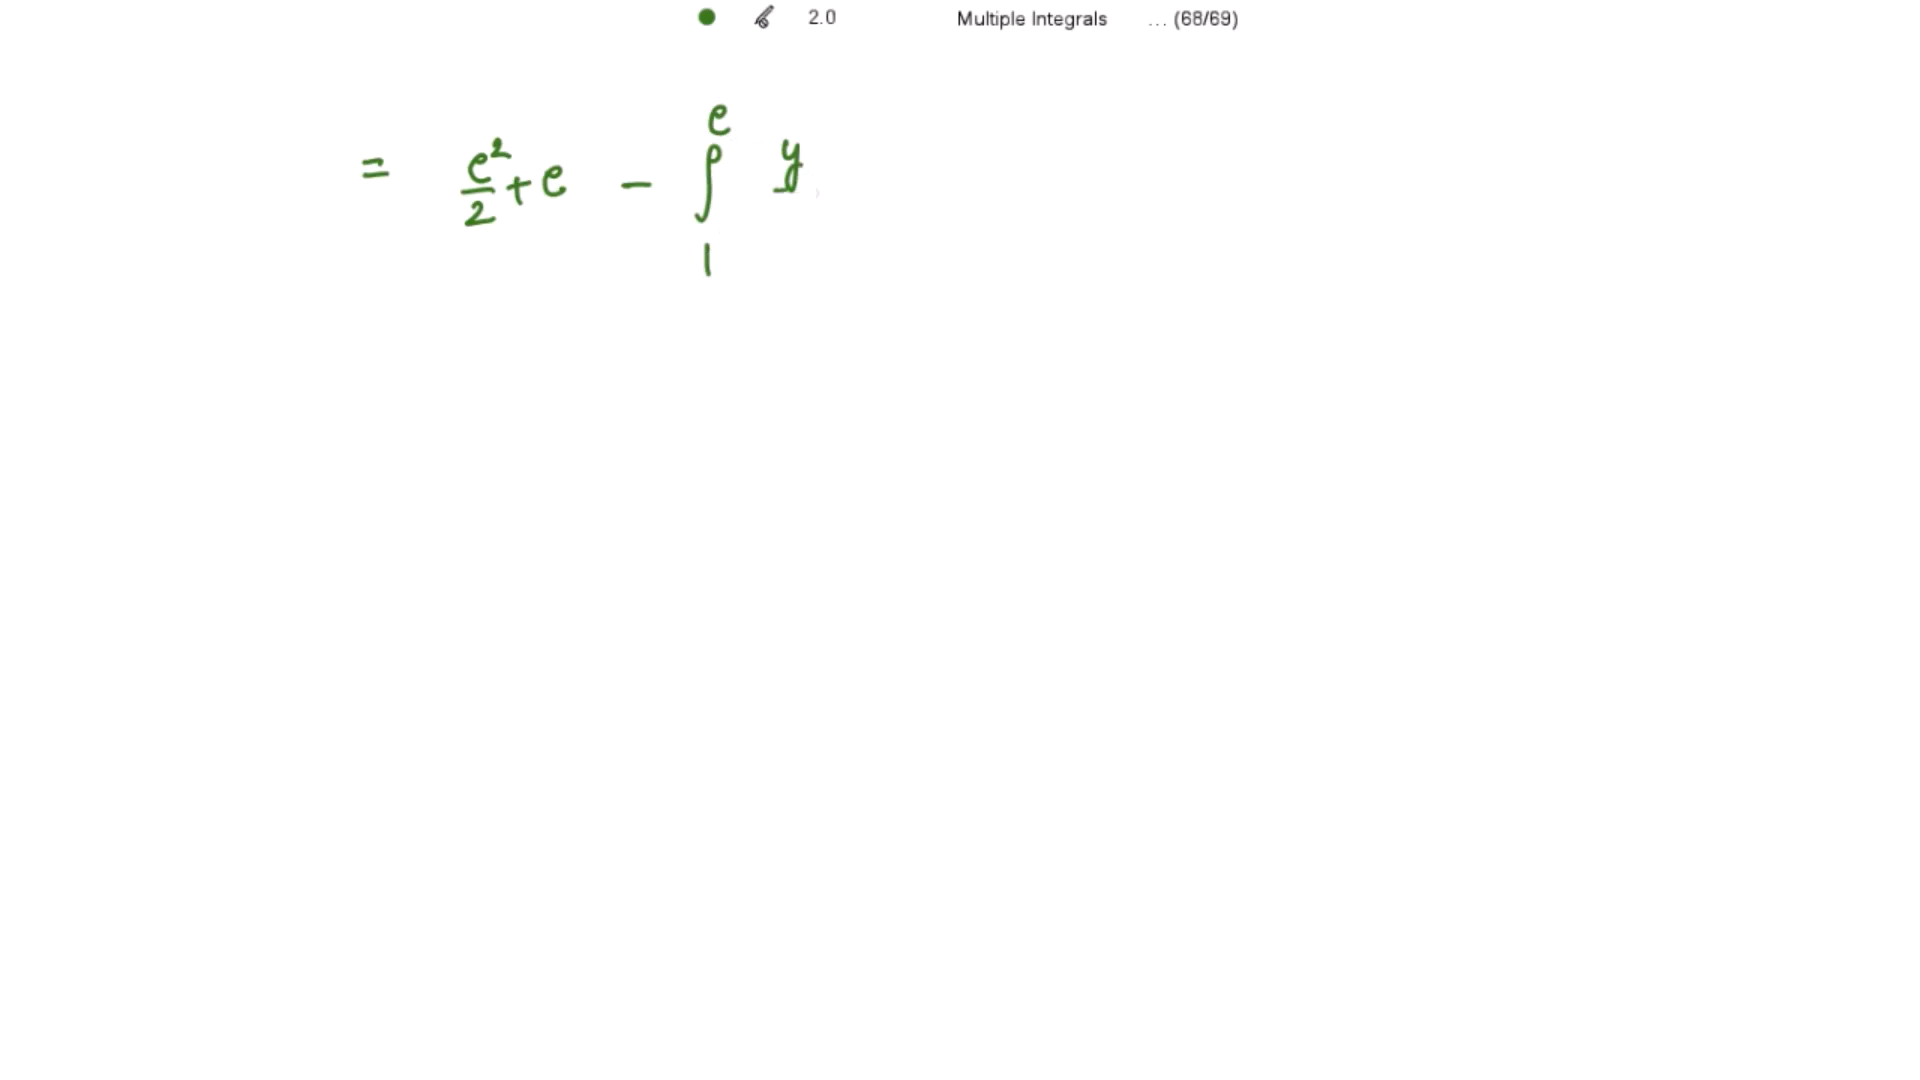 2.0 Multiple Integrals ... (68/69)
= e²/2 + e - ∫₁ᵉ y